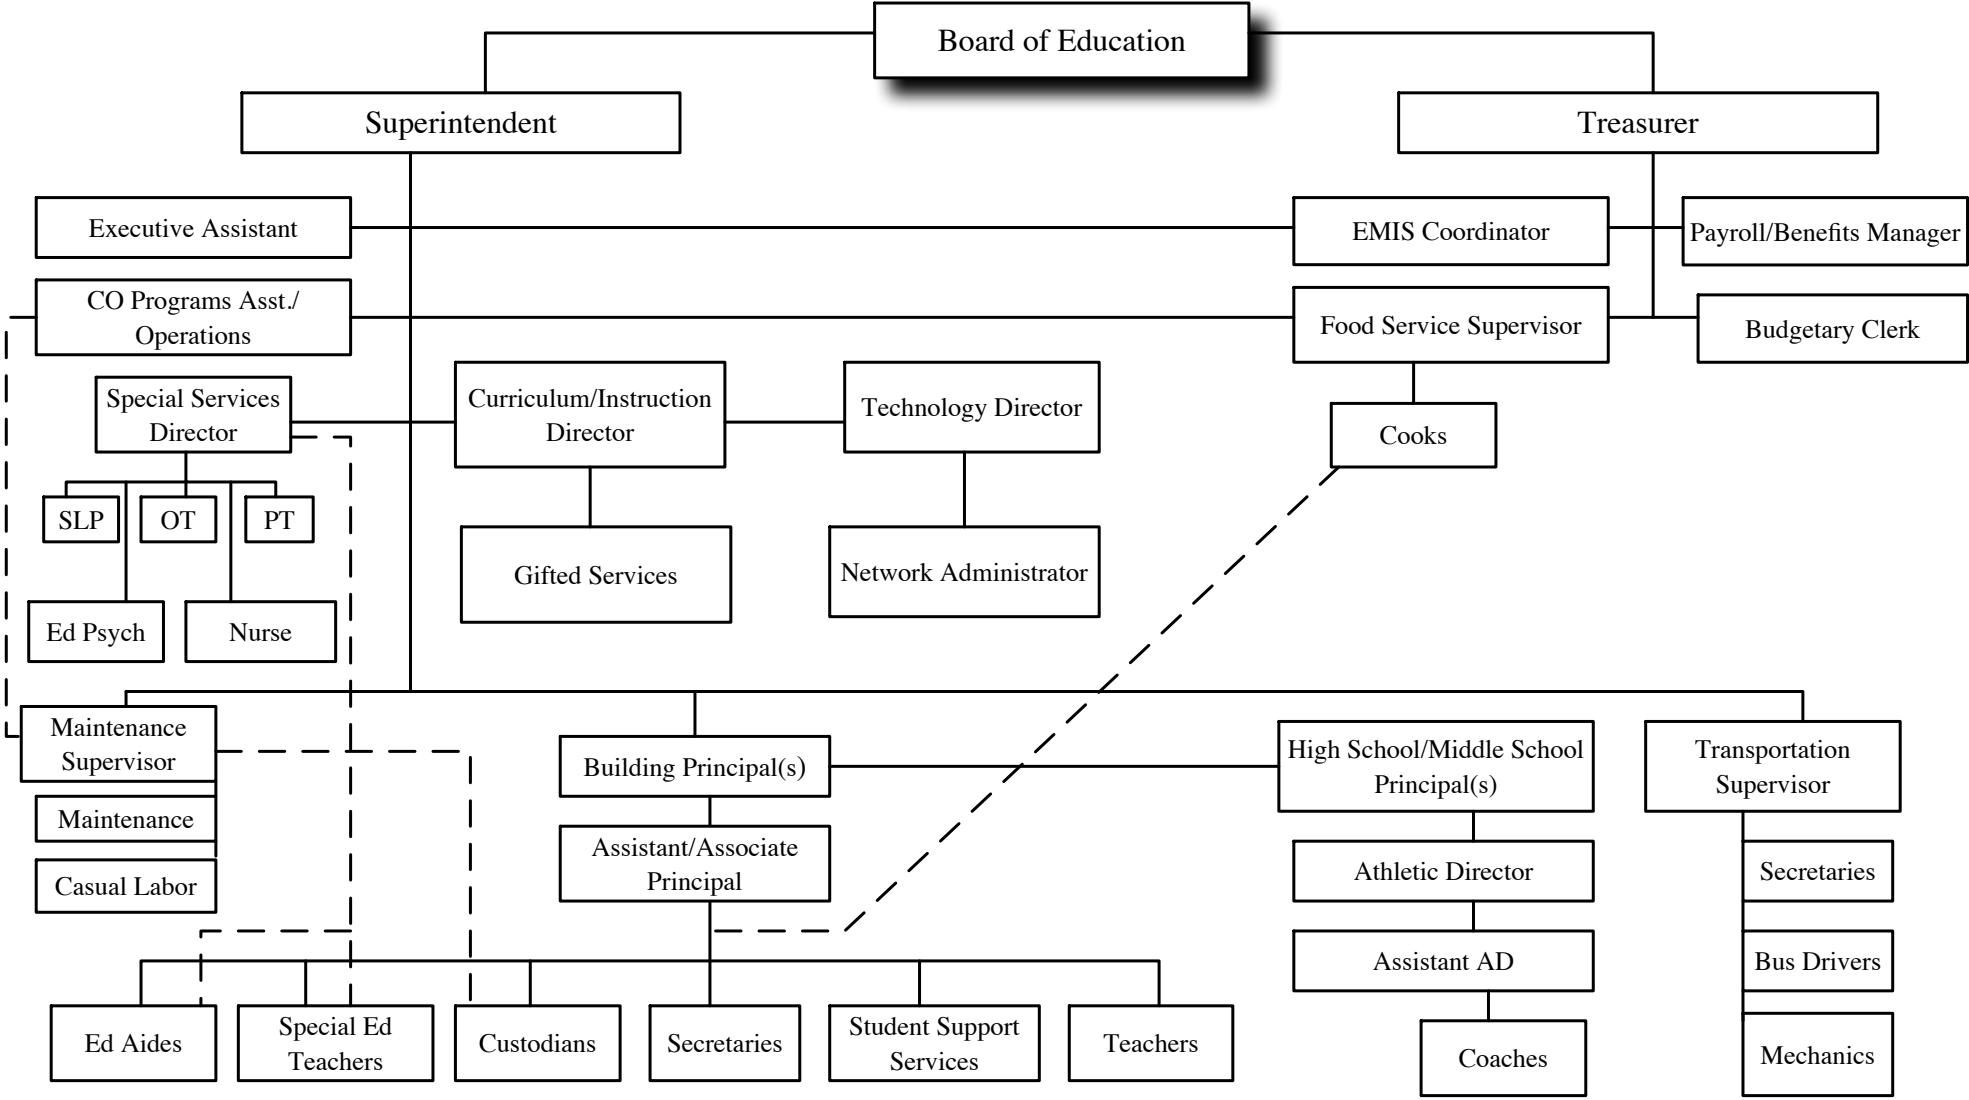 Board of Education
Superintendent
Treasurer
Executive Assistant
EMIS Coordinator
Payroll/Benefits Manager
CO Programs Asst./
Operations
Food Service Supervisor
Budgetary Clerk
Special Services
Director
Curriculum/Instruction
Director
Technology Director
Cooks
SLP
OT
PT
Gifted Services
Network Administrator
Ed Psych
Nurse
Maintenance
Supervisor
Building Principal(s)
High School/Middle School
Principal(s)
Transportation
Supervisor
Maintenance
Assistant/Associate
Principal
Athletic Director
Secretaries
Casual Labor
Assistant AD
Bus Drivers
Ed Aides
Special Ed
Teachers
Custodians
Secretaries
Student Support
Services
Teachers
Coaches
Mechanics